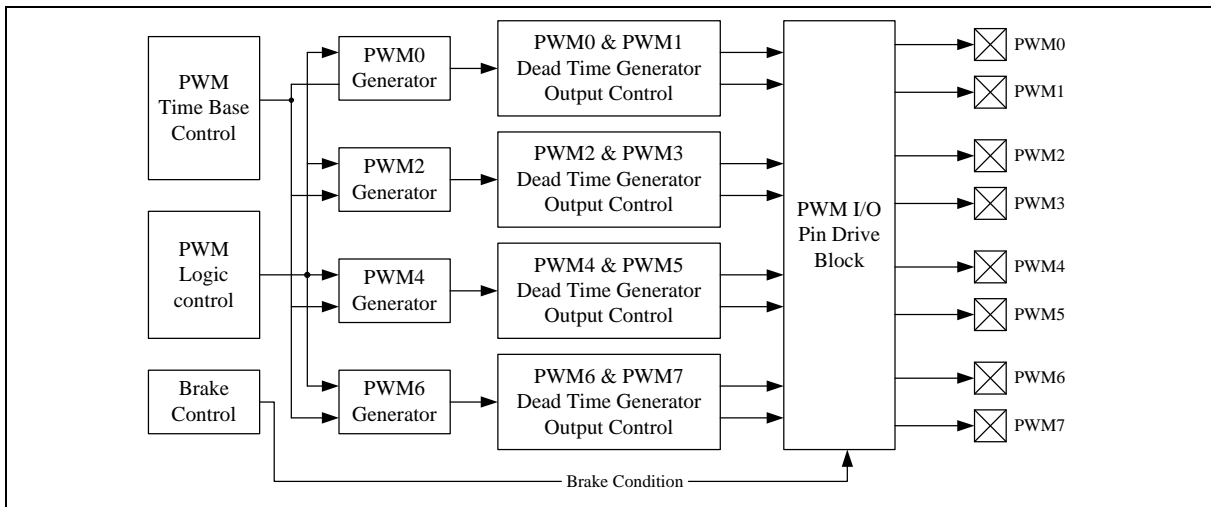 PWM
Time Base
Control
PWM
Logic
control
Brake
Control
PWM0
Generator
PWM2
Generator
PWM4
Generator
PWM6
Generator
PWM0 & PWM1
Dead Time Generator
Output Control
PWM2 & PWM3
Dead Time Generator
Output Control
PWM4 & PWM5
Dead Time Generator
Output Control
PWM6 & PWM7
Dead Time Generator
Output Control
PWM I/O
Pin Drive
Block
PWM0
PWM1
PWM2
PWM3
PWM4
PWM5
PWM6
PWM7
Brake Condition